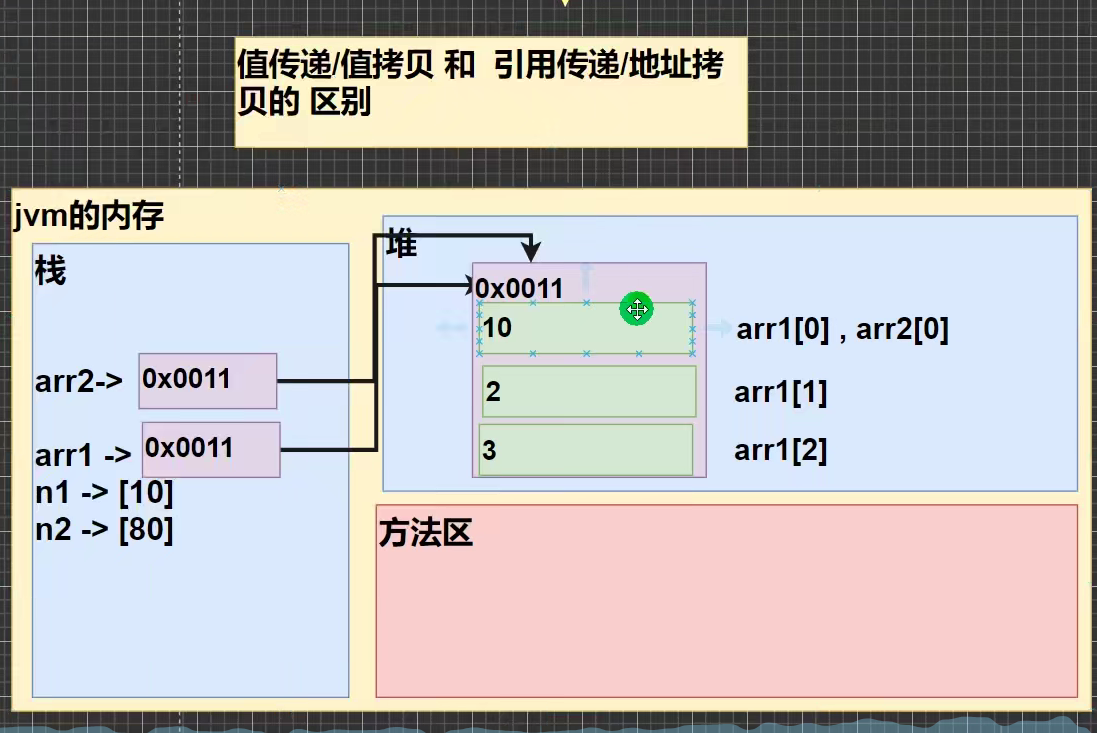 值传递/值拷贝 和 引用传递/地址拷
贝的 区别
jvm的内存
栈
堆
0x0011
10
arr1[0] , arr2[0]
arr2-> 0x0011
2
arr1[1]
arr1 -> 0x0011
3
arr1[2]
n1 -> [10]
n2 -> [80]
方法区